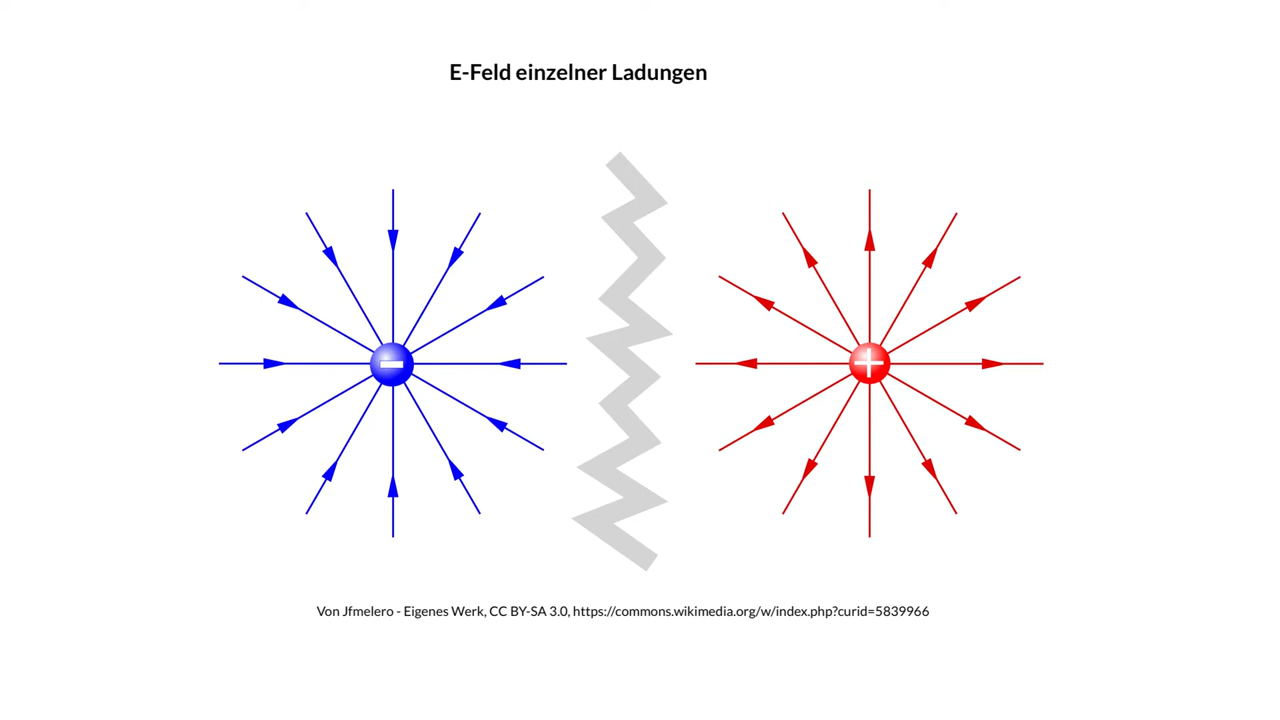 E-Feld einzelner Ladungen
Von Jfmelero - Eigenes Werk, CC BY-SA 3.0, https://commons.wikimedia.org/w/index.php?curid=5839966